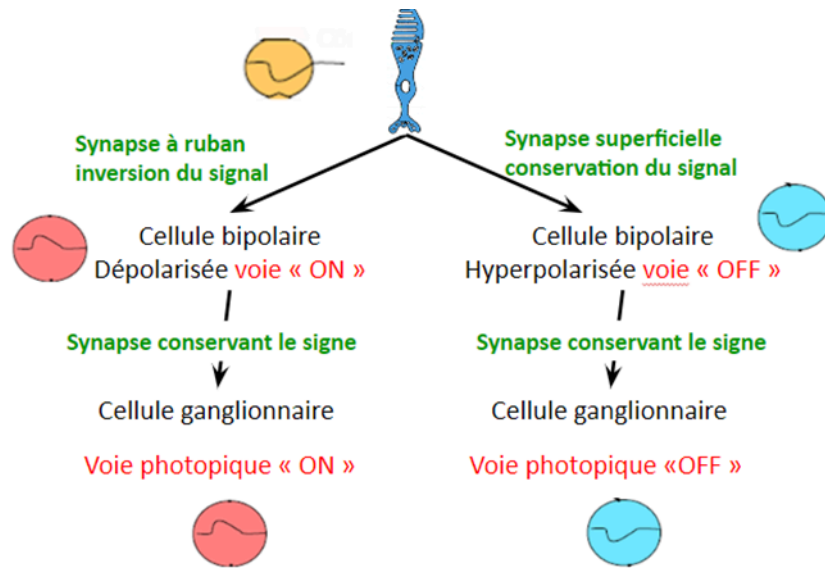 Synapse à ruban
inversion du signal
Synapse superficielle
conservation du signal
Cellule bipolaire
Dépolarisée voie « ON »
Cellule bipolaire
Hyperpolarisée voie « OFF »
Synapse conservant le signe
Synapse conservant le signe
Cellule ganglionnaire
Cellule ganglionnaire
Voie photopique « ON »
Voie photopique «OFF »